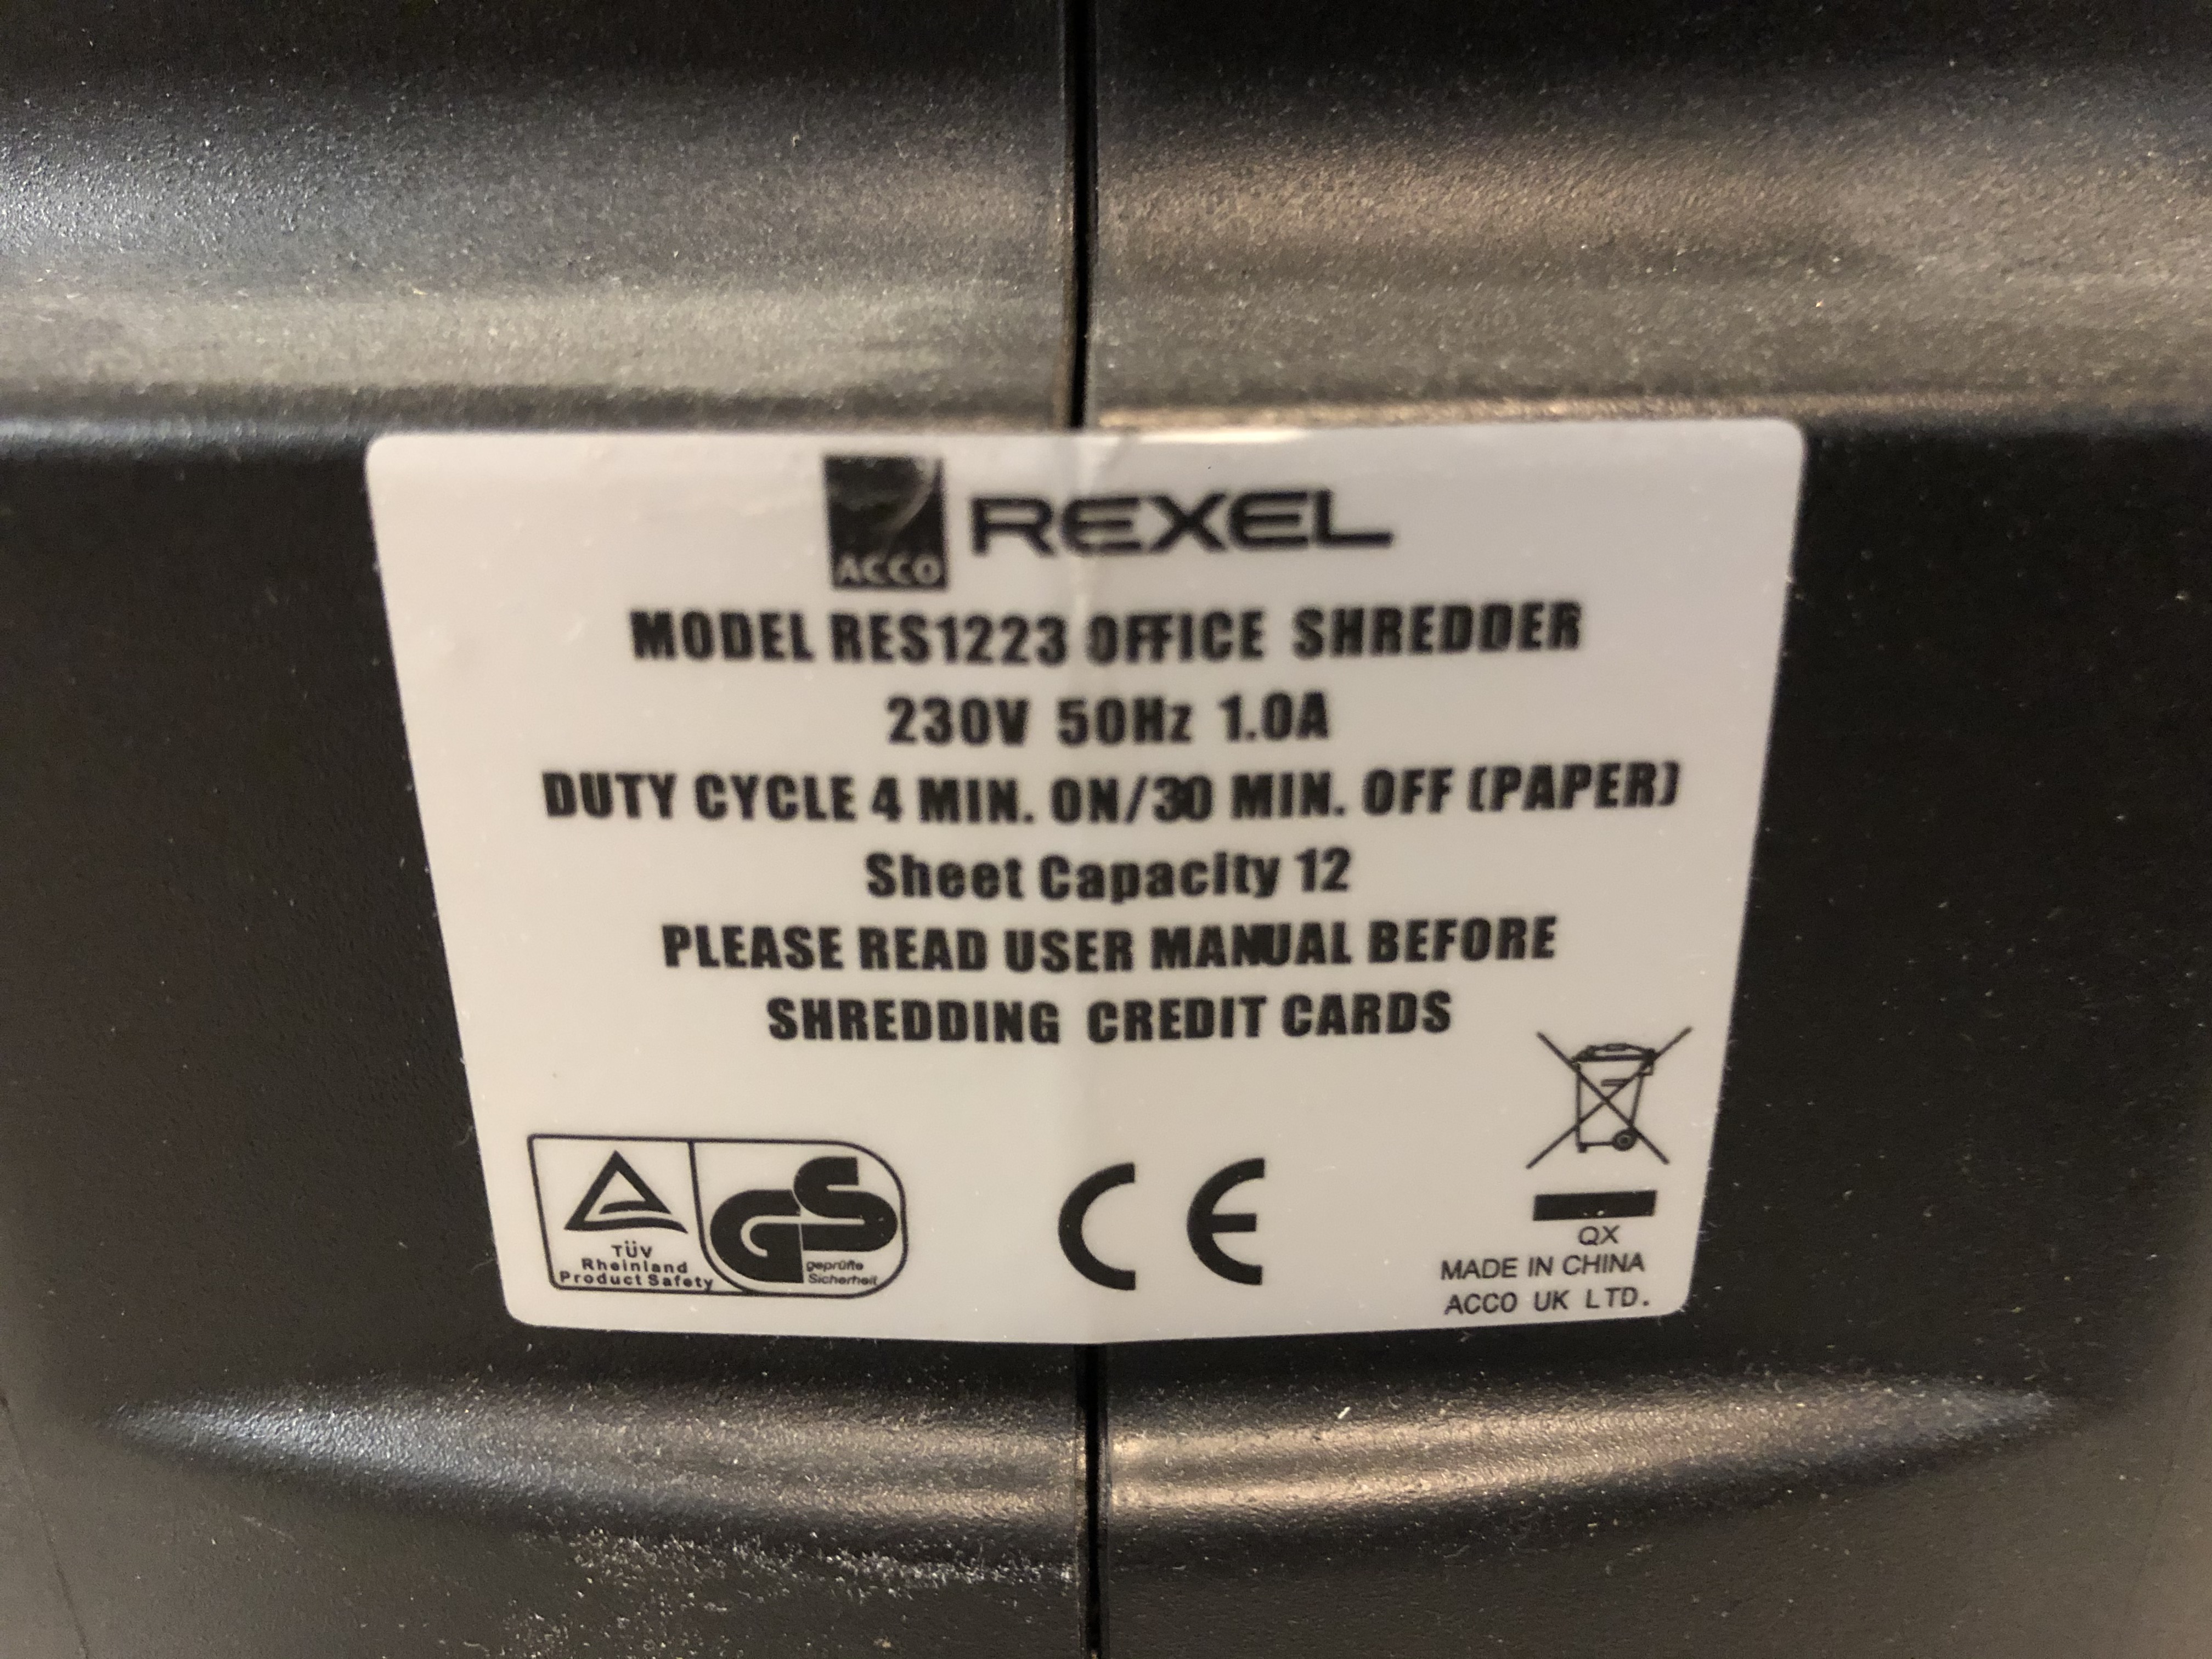 ACCO REXEL
MODEL RES1223 OFFICE SHREDDER
230V 50Hz 1.0A
DUTY CYCLE 4 MIN. ON/30 MIN. OFF (PAPER)
Sheet Capacity 12
PLEASE READ USER MANUAL BEFORE
SHREDDING CREDIT CARDS
TÜV
Rheinland
Product Safety
GS
geprüfte
Sicherheit
CE
QX
MADE IN CHINA
ACCO UK LTD.